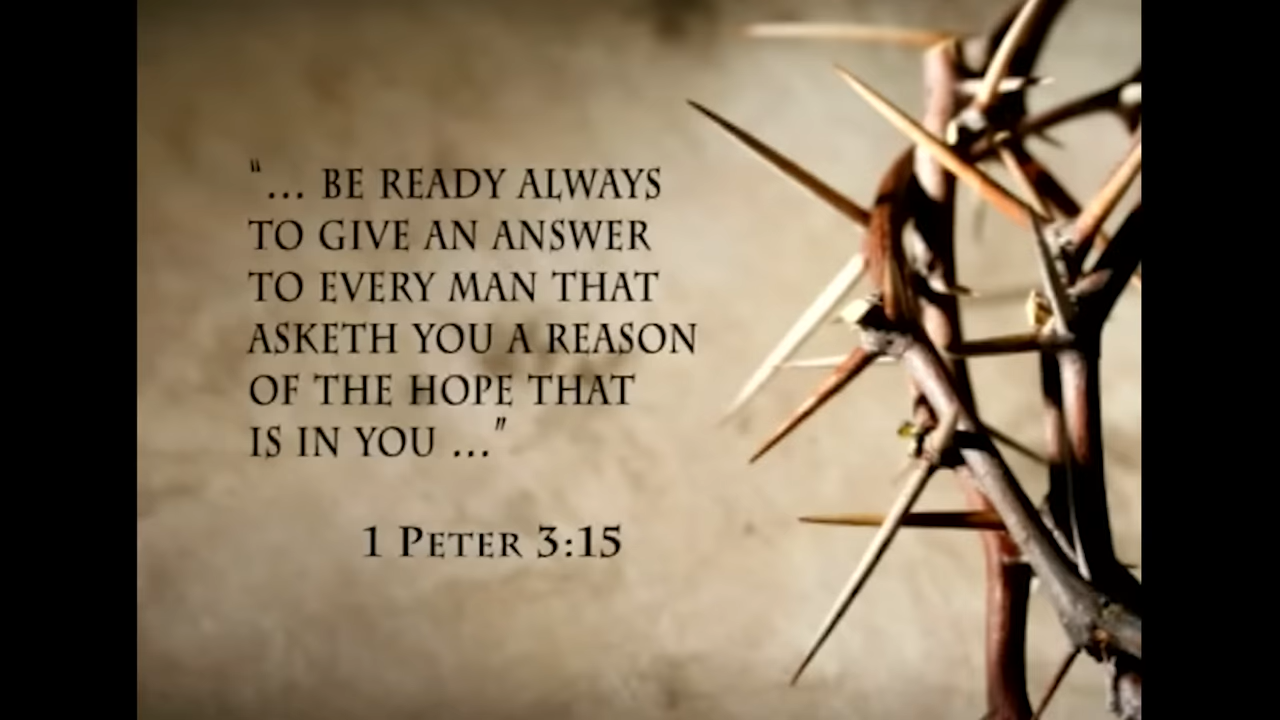 “... BE READY ALWAYS
TO GIVE AN ANSWER
TO EVERY MAN THAT
ASKETH YOU A REASON
OF THE HOPE THAT
IS IN YOU ...”
1 PETER 3:15